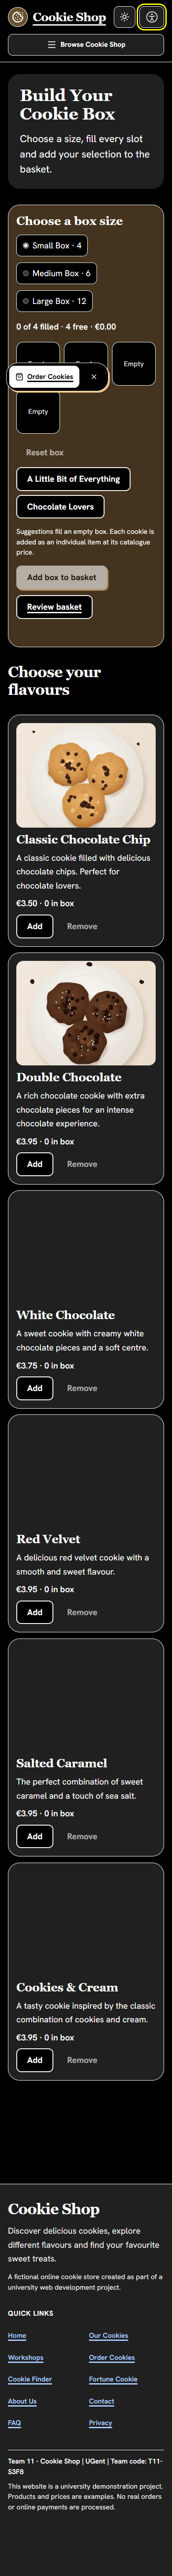 Cookie Shop
Browse Cookie Shop
Build Your
Cookie Box
Choose a size, fill every slot
and add your selection to the
basket.
Choose a box size
Small Box · 4
Medium Box · 6
Large Box · 12
0 of 4 filled · 4 free · €0.00
Empty
Order Cookies
Empty
Reset box
A Little Bit of Everything
Chocolate Lovers
Suggestions fill an empty box. Each cookie is
added as an individual item at its catalogue
price.
Add box to basket
Review basket
Choose your
flavours
Classic Chocolate Chip
A classic cookie filled with delicious
chocolate chips. Perfect for
chocolate lovers.
€3.50 · 0 in box
Add Remove
Double Chocolate
A rich chocolate cookie with extra
chocolate pieces for an intense
chocolate experience.
€3.95 · 0 in box
Add Remove
White Chocolate
A sweet cookie with creamy white
chocolate pieces and a soft centre.
€3.75 · 0 in box
Add Remove
Red Velvet
A delicious red velvet cookie with a
smooth and sweet flavour.
€3.95 · 0 in box
Add Remove
Salted Caramel
The perfect combination of sweet
caramel and a touch of sea salt.
€3.95 · 0 in box
Add Remove
Cookies & Cream
A tasty cookie inspired by the classic
combination of cookies and cream.
€3.95 · 0 in box
Add Remove
Cookie Shop
Discover delicious cookies, explore
different flavours and find your favourite
sweet treats.
A fictional online cookie store created as part of a
university web development project.
QUICK LINKS
Home Our Cookies
Workshops Order Cookies
Cookie Finder Fortune Cookie
About Us Contact
FAQ Privacy
Team 11 - Cookie Shop | UGent | Team code: T11-
S3F8
This website is a university demonstration project.
Products and prices are examples. No real orders
or online payments are processed.